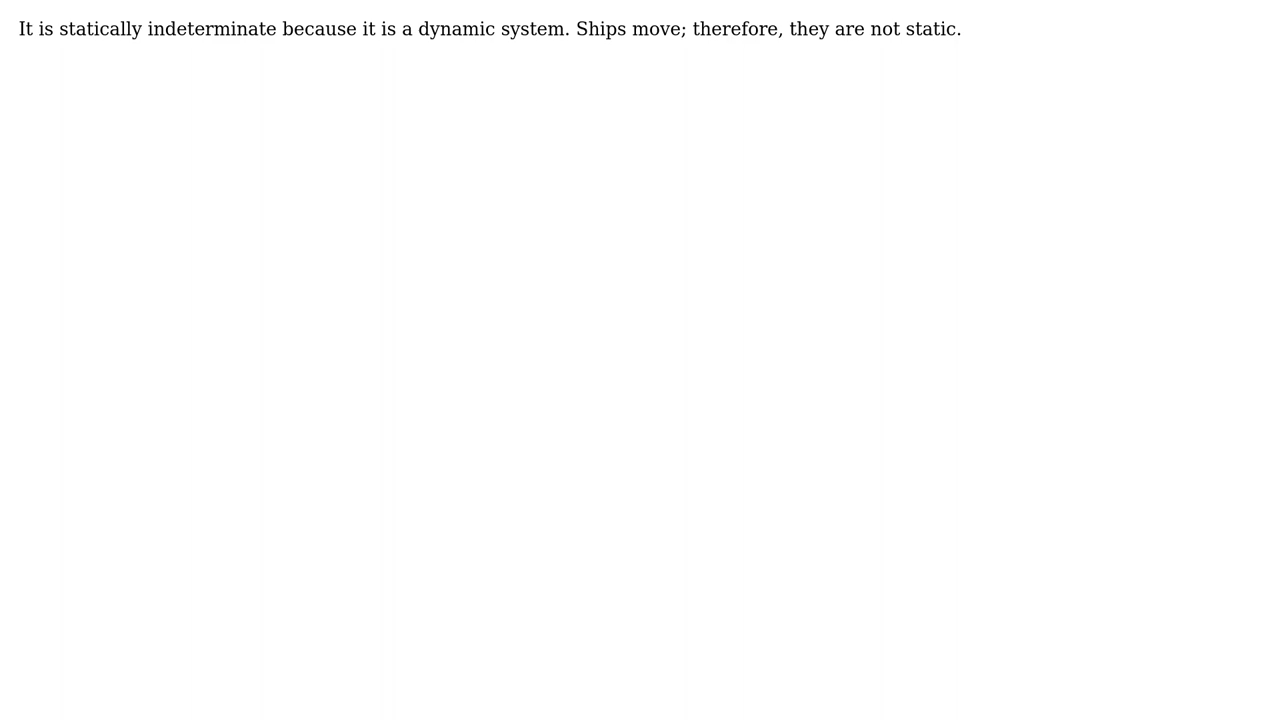 It is statically indeterminate because it is a dynamic system. Ships move; therefore, they are not static.